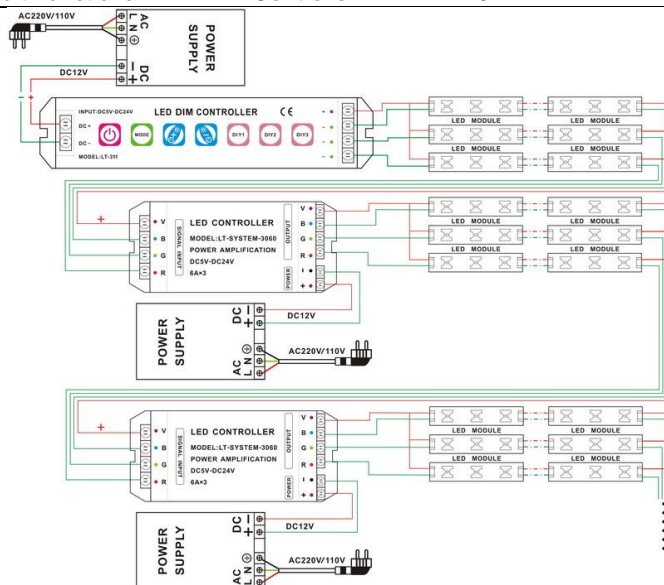 AC220V/110V
L N
AC
POWER
SUPPLY
DC12V
− +
DC
− +
INPUT:DC5V-DC24V
LED DIM CONTROLLER
CE
DC +
DC −
MODE
DIY1
DIY2
DIY3
MODEL:LT-311
LED MODULE
LED MODULE
LED MODULE
LED MODULE
+
V
B
G
R
SIGNAL INPUT
LED CONTROLLER
MODEL:LT-SYSTEM-3060
POWER AMPLIFICATION
DC5V-DC24V
6A×3
OUTPUT
POWER
V
B
G
R
−
+
LED MODULE
LED MODULE
LED MODULE
LED MODULE
POWER
SUPPLY
DC
− +
DC12V
AC
L N
AC220V/110V
+
V
B
G
R
SIGNAL INPUT
LED CONTROLLER
MODEL:LT-SYSTEM-3060
POWER AMPLIFICATION
DC5V-DC24V
6A×3
OUTPUT
POWER
V
B
G
R
−
+
LED MODULE
LED MODULE
LED MODULE
LED MODULE
POWER
SUPPLY
DC
− +
DC12V
AC
L N
AC220V/110V